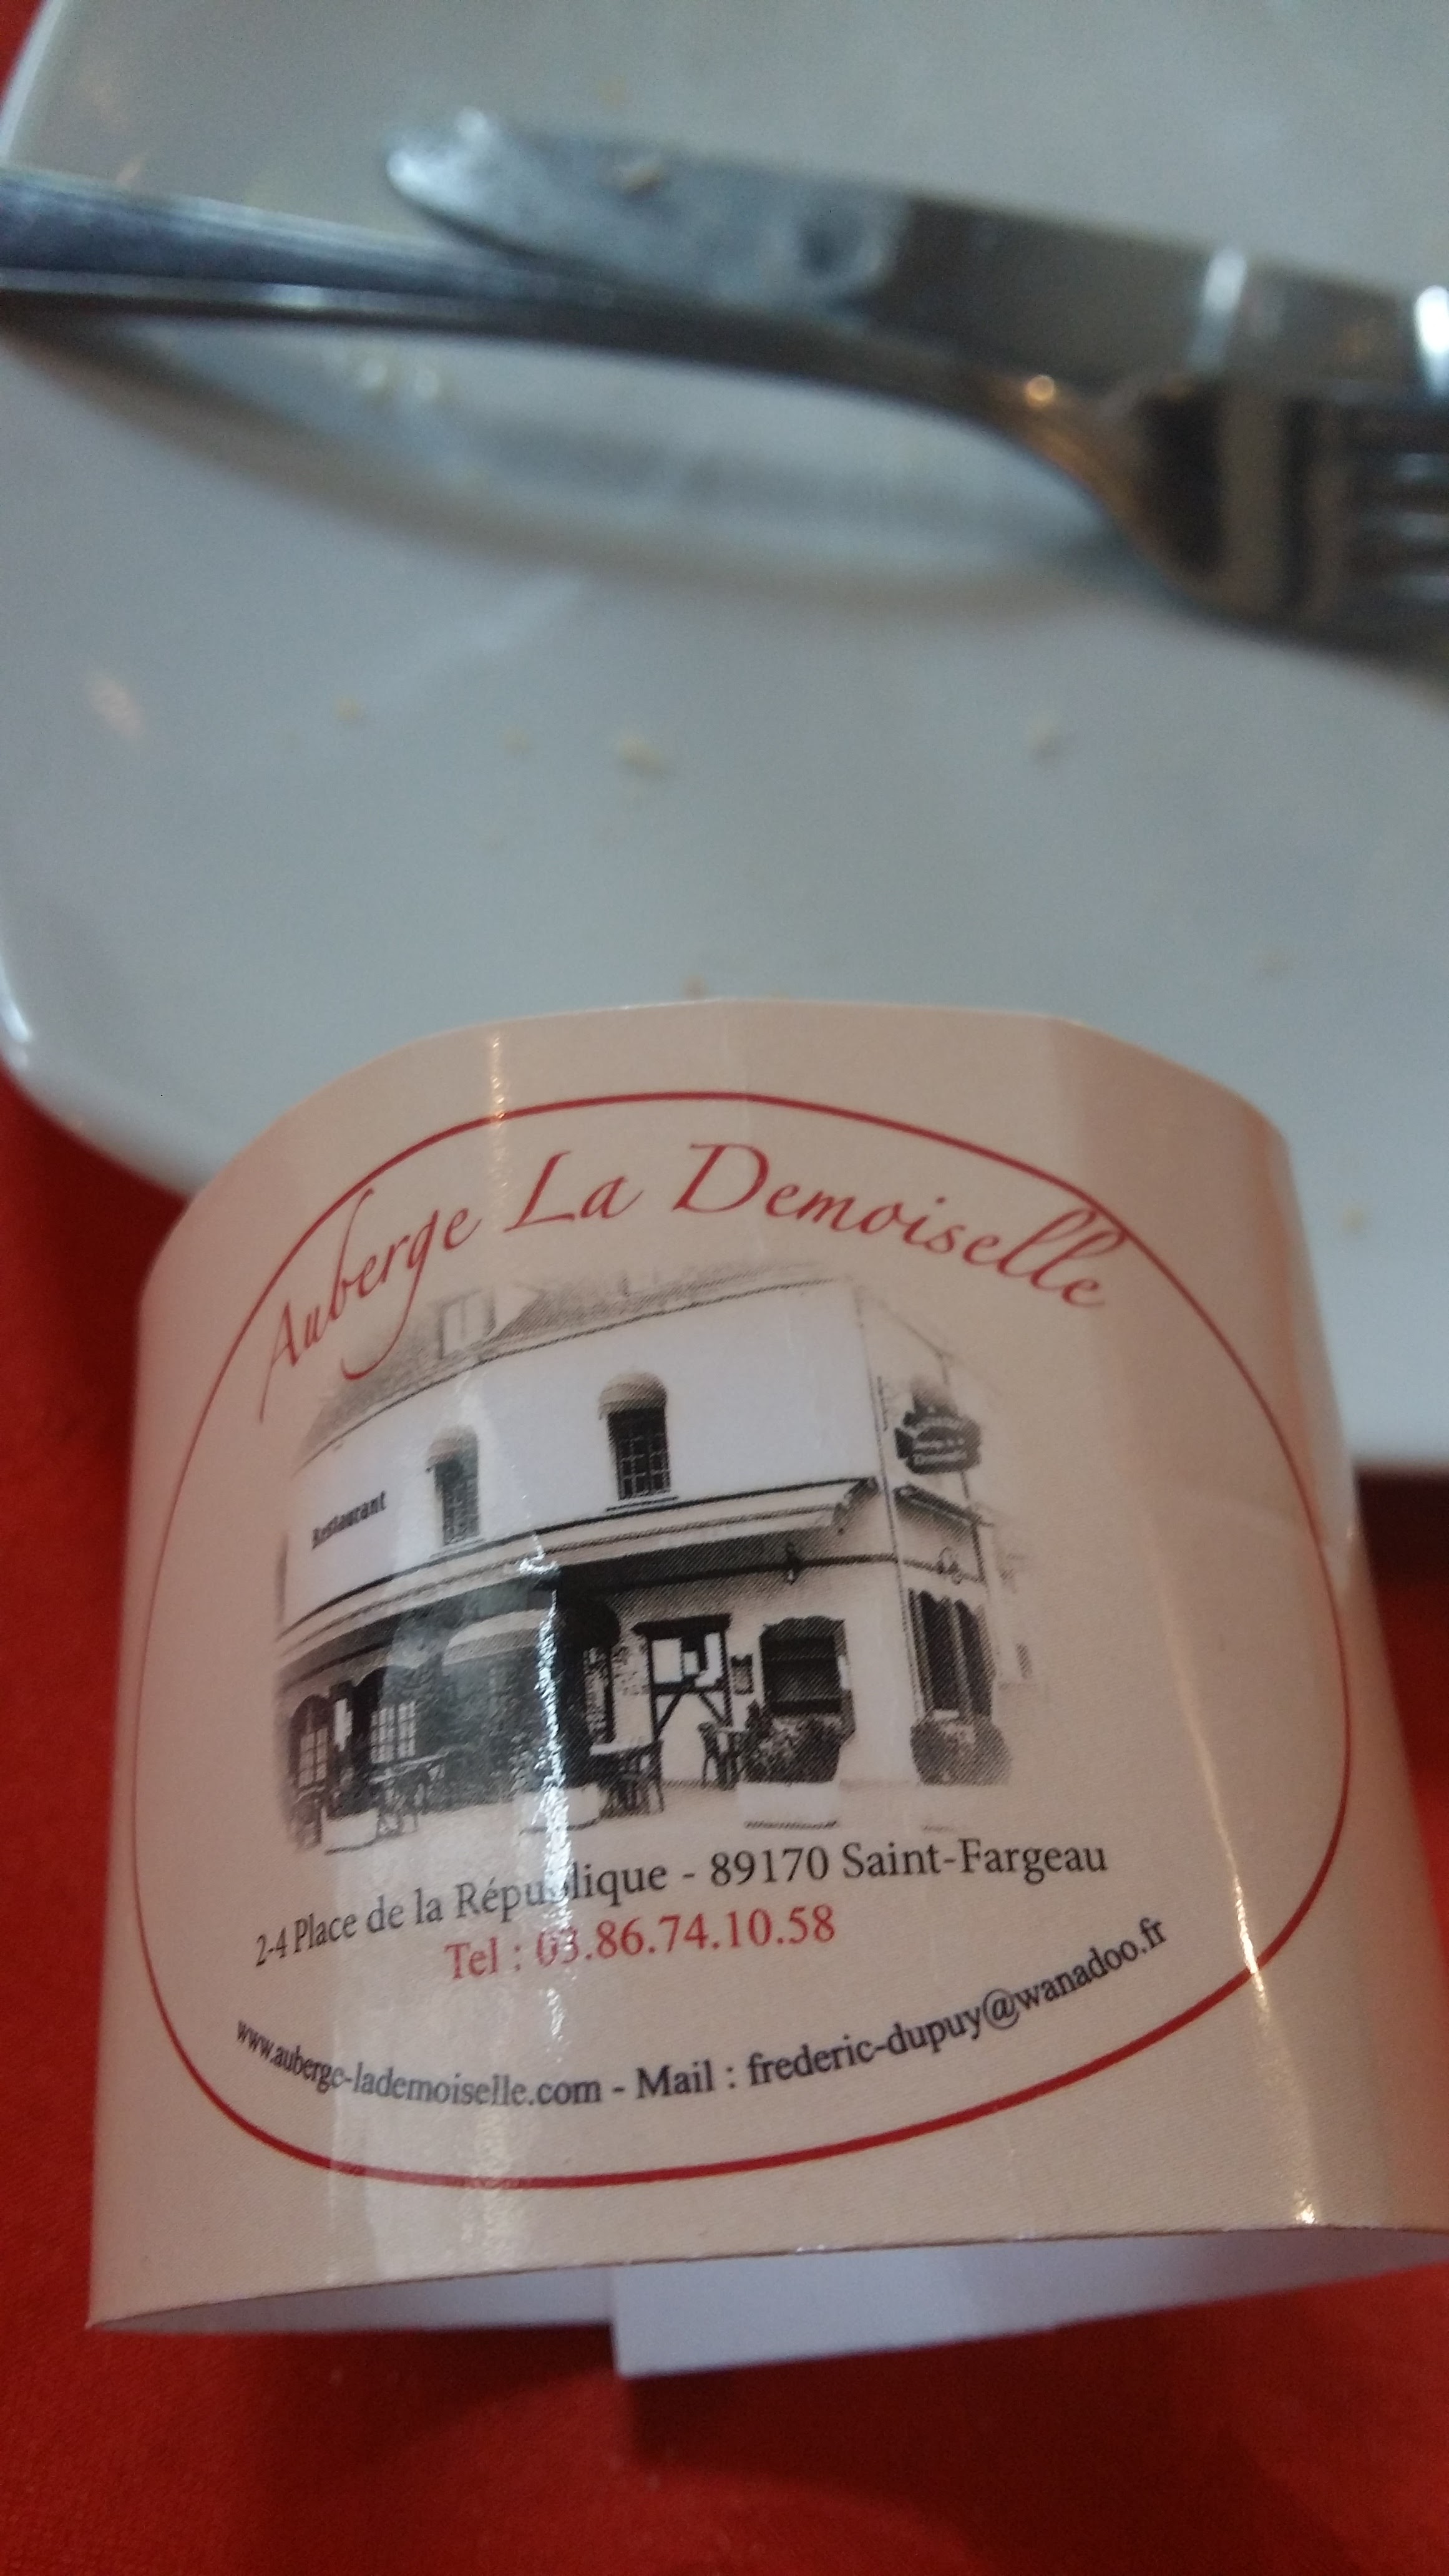 Auberge La Demoiselle
Restaurant
2-4 Place de la République - 89170 Saint-Fargeau
Tel : 03.86.74.10.58
www.auberge-lademoiselle.com - Mail : frederic-dupuy@wanadoo.fr